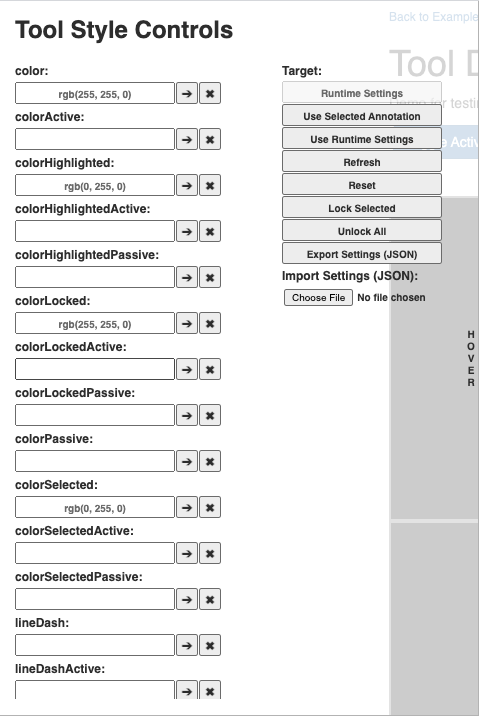 Back to Example
Tool Style Controls
Tool D
color:
rgb(255, 255, 0)
➔ ✖
colorActive:
➔ ✖
colorHighlighted:
rgb(0, 255, 0)
➔ ✖
colorHighlightedActive:
➔ ✖
colorHighlightedPassive:
➔ ✖
colorLocked:
rgb(255, 255, 0)
➔ ✖
colorLockedActive:
➔ ✖
colorLockedPassive:
➔ ✖
colorPassive:
➔ ✖
colorSelected:
rgb(0, 255, 0)
➔ ✖
colorSelectedActive:
➔ ✖
colorSelectedPassive:
➔ ✖
lineDash:
➔ ✖
lineDashActive:
➔ ✖
Target:
Runtime Settings
for testi
Use Selected Annotation
Use Runtime Settings
e Activ
Refresh
Reset
Lock Selected
Unlock All
Export Settings (JSON)
Import Settings (JSON):
Choose File No file chosen
H
O
V
E
R